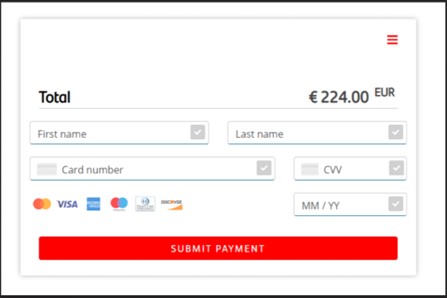 Total € 224.00 EUR
First name Last name
Card number CVV
VISA DISCOVER MM / YY
SUBMIT PAYMENT